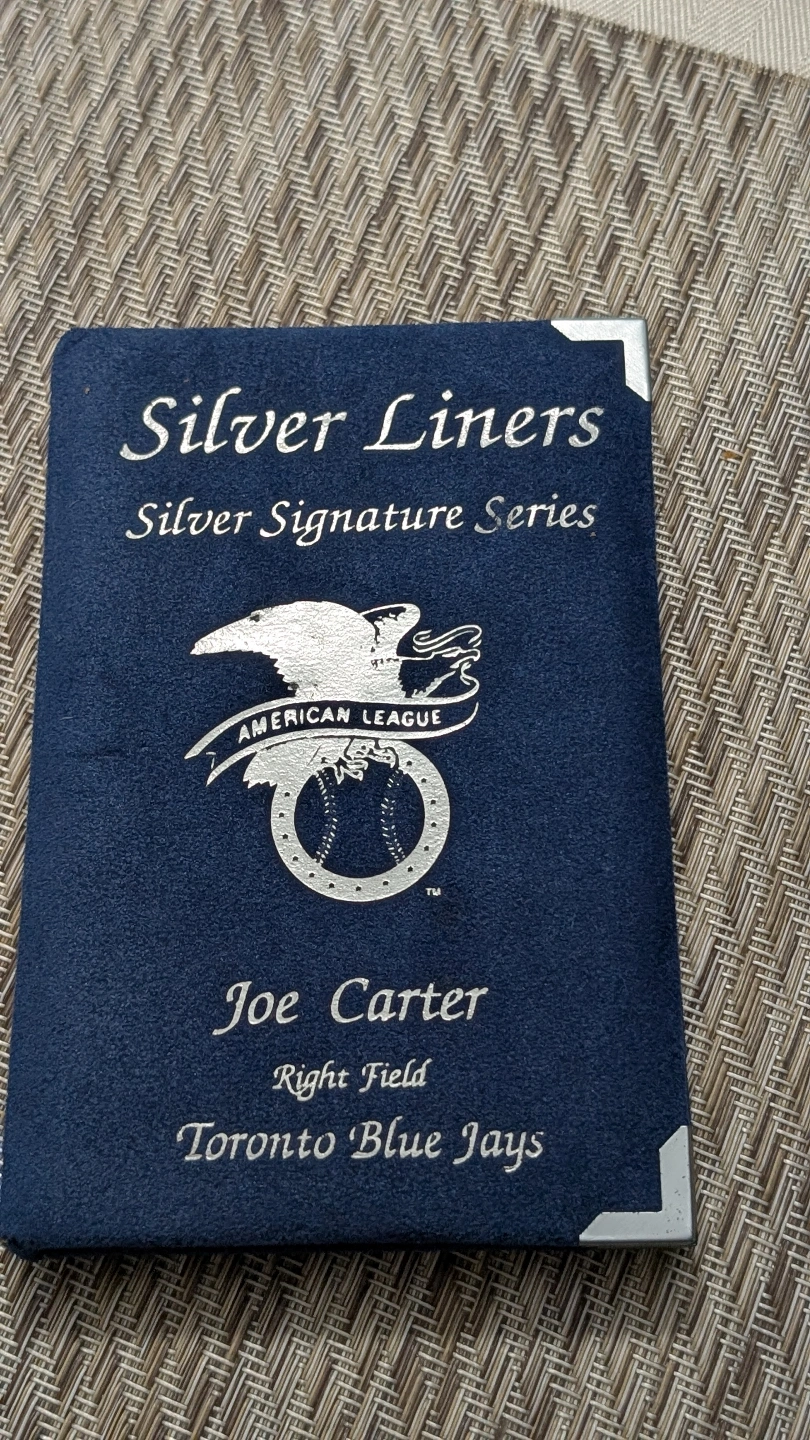 Silver Liners
Silver Signature Series
AMERICAN LEAGUE
TM
Joe Carter
Right Field
Toronto Blue Jays